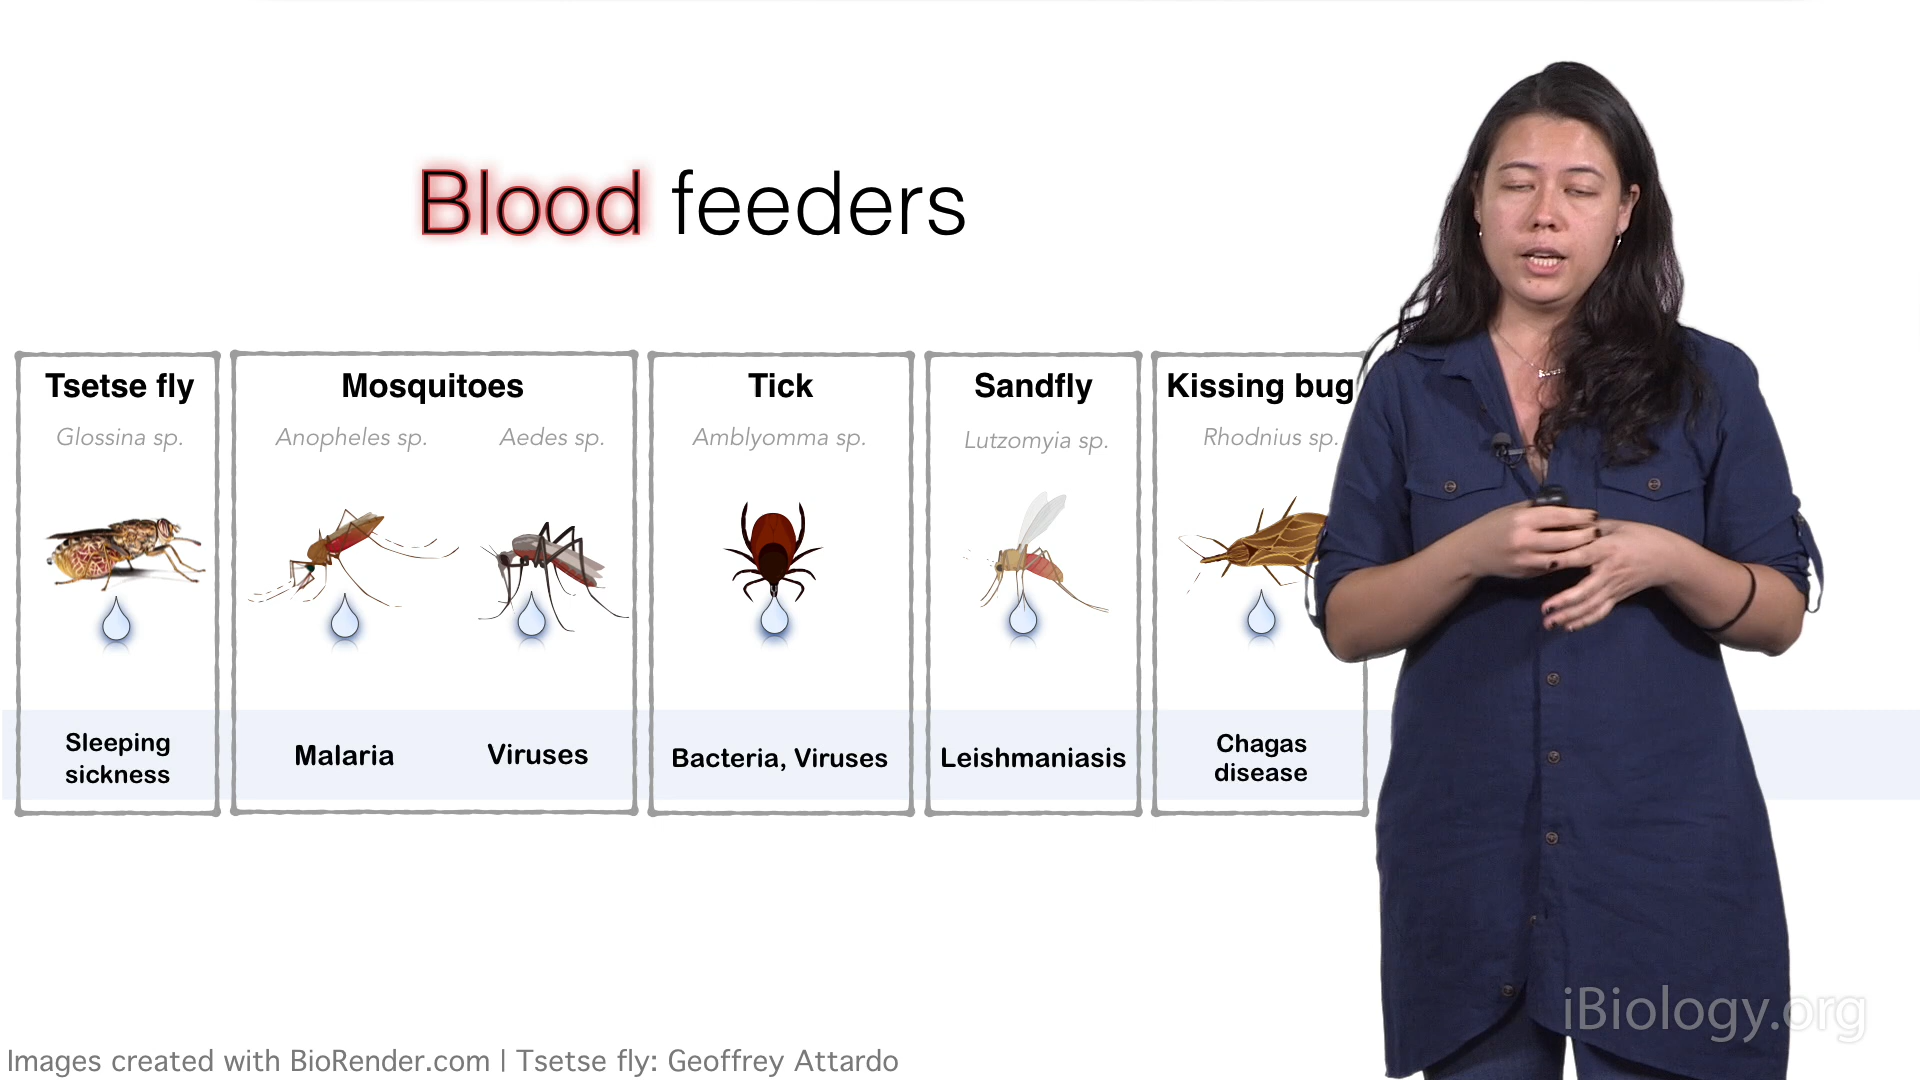 Blood feeders
Tsetse fly
Glossina sp.
Sleeping
sickness
Mosquitoes
Anopheles sp. Aedes sp.
Malaria Viruses
Tick
Amblyomma sp.
Bacteria, Viruses
Sandfly
Lutzomyia sp.
Leishmaniasis
Kissing bug
Rhodnius sp.
Chagas
disease
iBiology.org
Images created with BioRender.com | Tsetse fly: Geoffrey Attardo